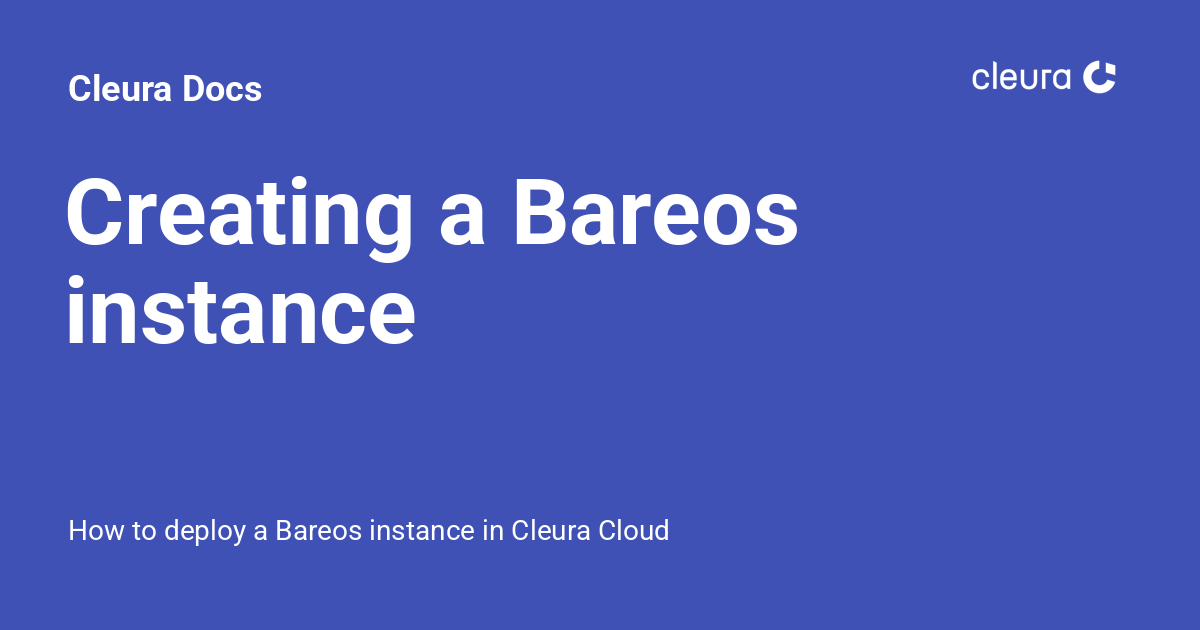 Cleura Docs
cleura
Creating a Bareos
instance
How to deploy a Bareos instance in Cleura Cloud